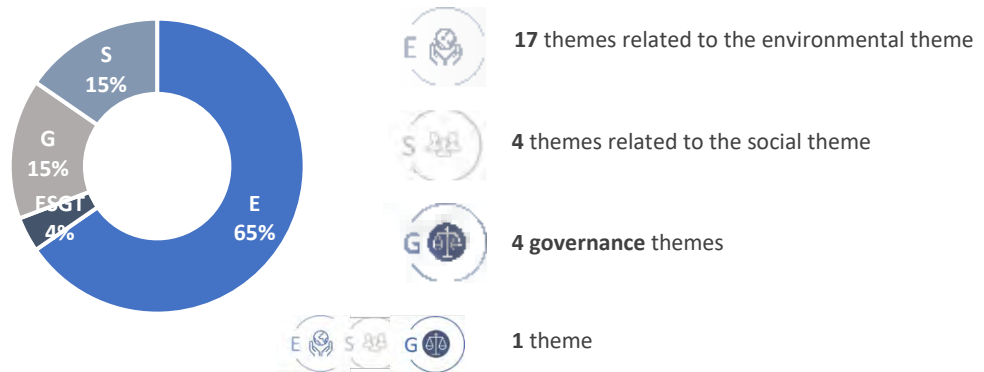 S
15%
G
15%
ESGT
4%
E
65%
E
17 themes related to the environmental theme
S
4 themes related to the social theme
G
4 governance themes
E S G
1 theme